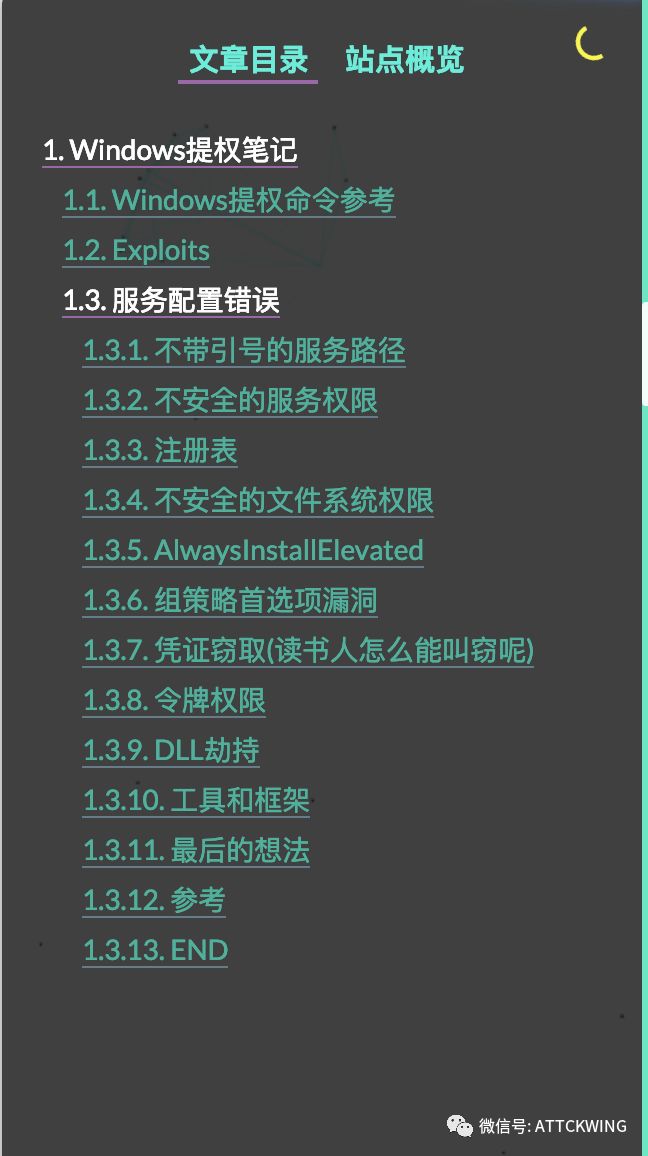 文章目录 站点概览
1. Windows提权笔记
1.1. Windows提权命令参考
1.2. Exploits
1.3. 服务配置错误
1.3.1. 不带引号的服务路径
1.3.2. 不安全的服务权限
1.3.3. 注册表
1.3.4. 不安全的文件系统权限
1.3.5. AlwaysInstallElevated
1.3.6. 组策略首选项漏洞
1.3.7. 凭证窃取(读书人怎么能叫窃呢)
1.3.8. 令牌权限
1.3.9. DLL劫持
1.3.10. 工具和框架
1.3.11. 最后的想法
1.3.12. 参考
1.3.13. END
微信号: ATTCKWING